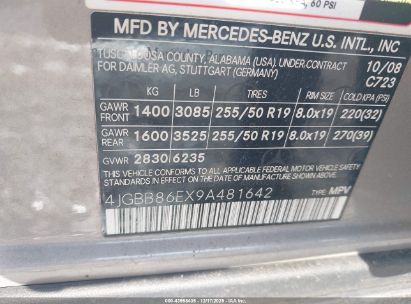 60 PSI
MFD BY MERCEDES-BENZ U.S. INTL., INC
TUSCALOOSA COUNTY, ALABAMA (USA), UNDER CONTRACT 10/08
FOR DAIMLER AG, STUTTGART (GERMANY) C723
KG LB TIRES RIM SIZE COLD KPA (PSI)
GAWR FRONT 1400 3085 255/50 R19 8.0x19 220(32)
GAWR REAR 1600 3525 255/50 R19 8.0x19 270(39)
GVWR 2830 6235
THIS VEHICLE CONFORMS TO ALL APPLICABLE FEDERAL MOTOR VEHICLE
SAFETY AND THEFT PREVENTION STANDARDS IN EFFECT ON THE
DATE OF MANUFACTURE SHOWN ABOVE.
4JGBB86EX9A481642 TYPE: MPV